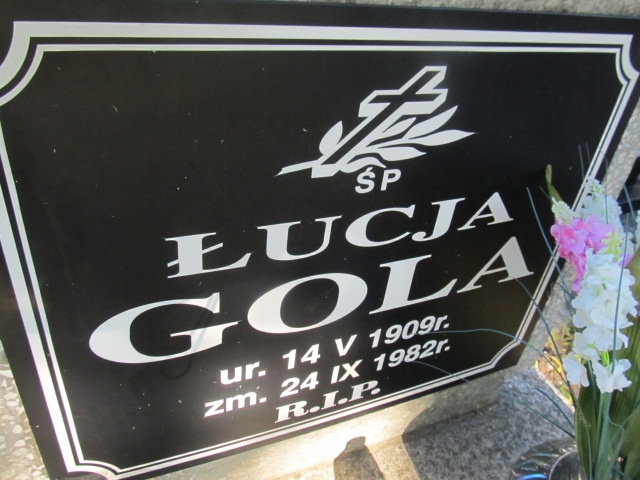 ŚP
ŁUCJA
GOLA
ur. 14 V 1909r.
zm. 24 IX 1982r.
R.I.P.